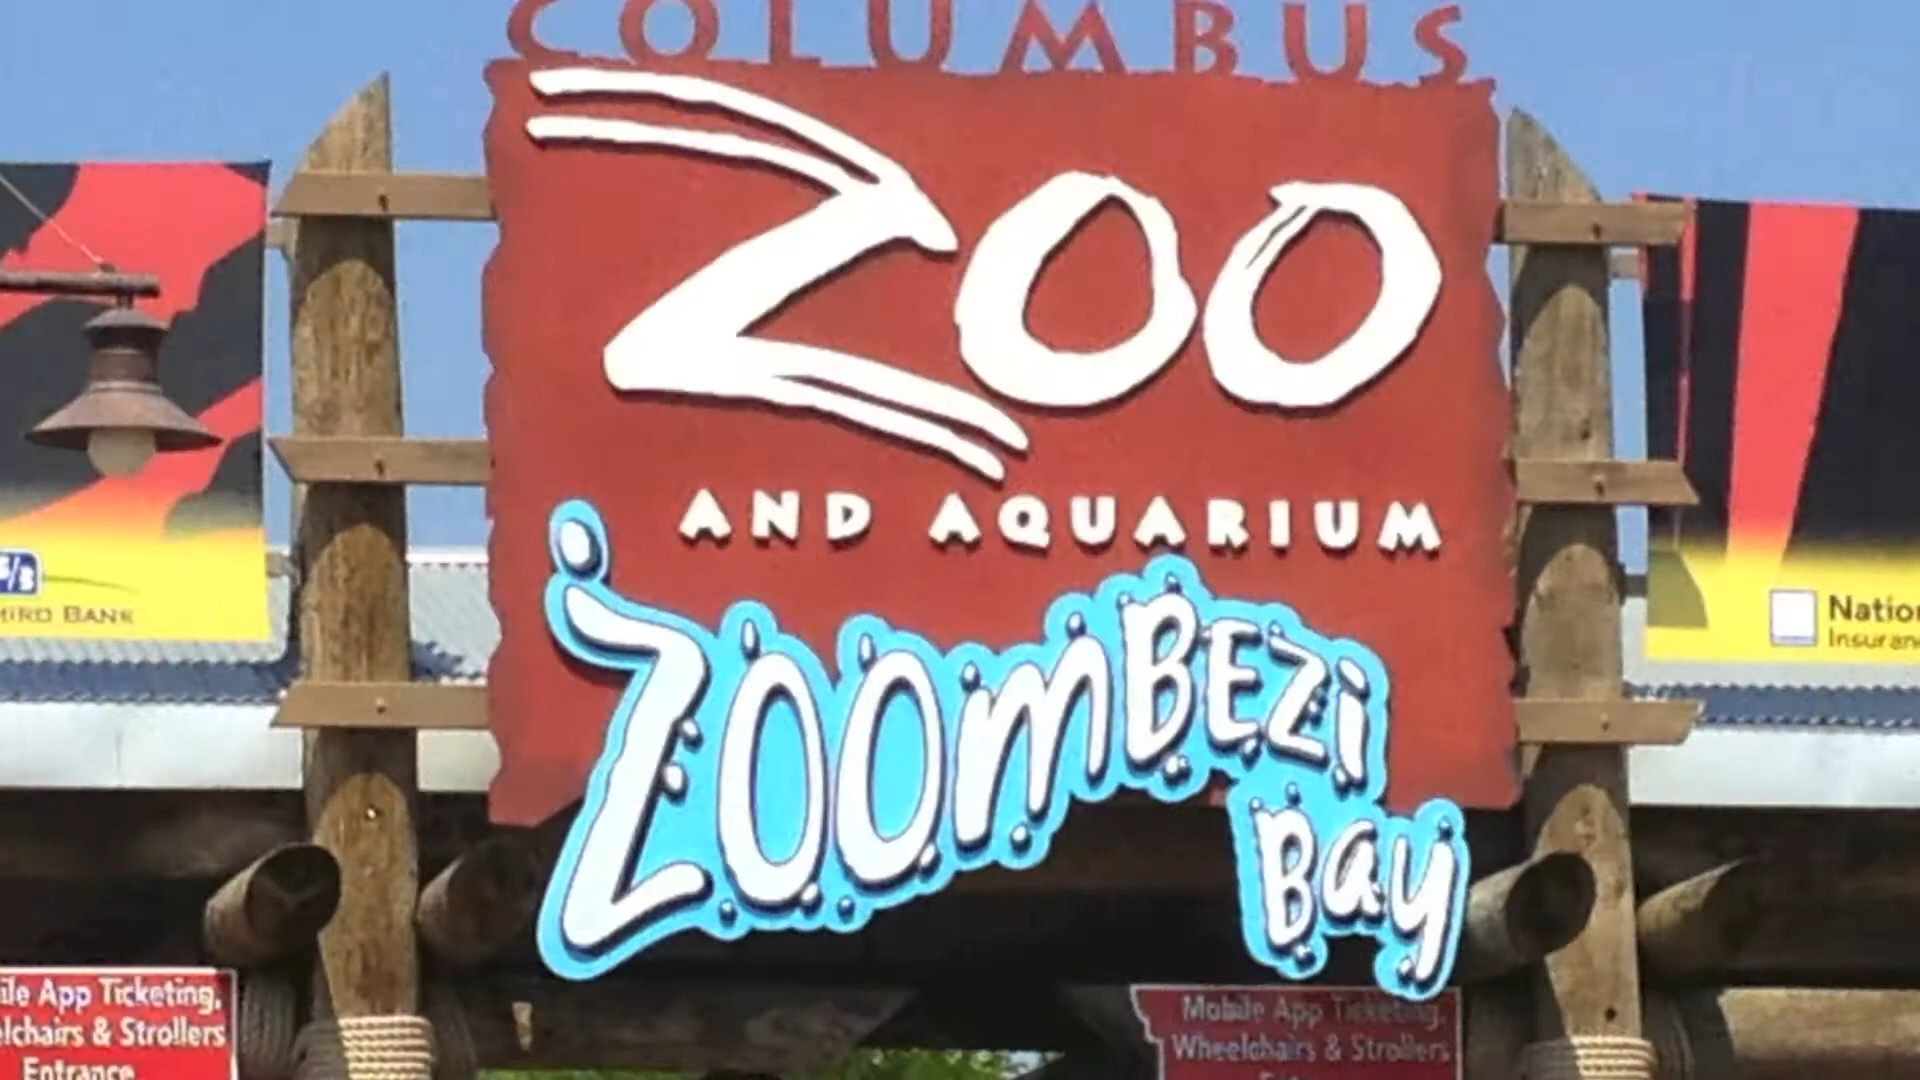 COLUMBUS
ZOO
AND AQUARIUM
ZOOMBEZi
Bay
HIRD BANK
Nation
Insuran
ile App Ticketing,
elchairs & Strollers
Entrance
Mobile App Ticketing,
Wheelchairs & Strollers